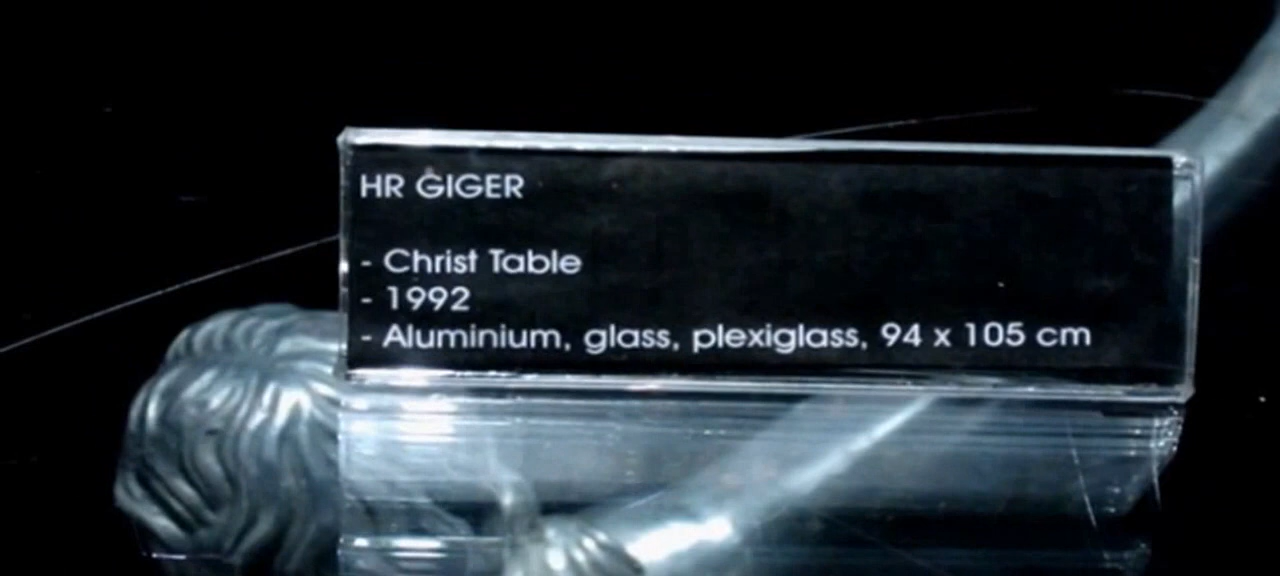 HR GIGER
- Christ Table
- 1992
- Aluminium, glass, plexiglass, 94 x 105 cm